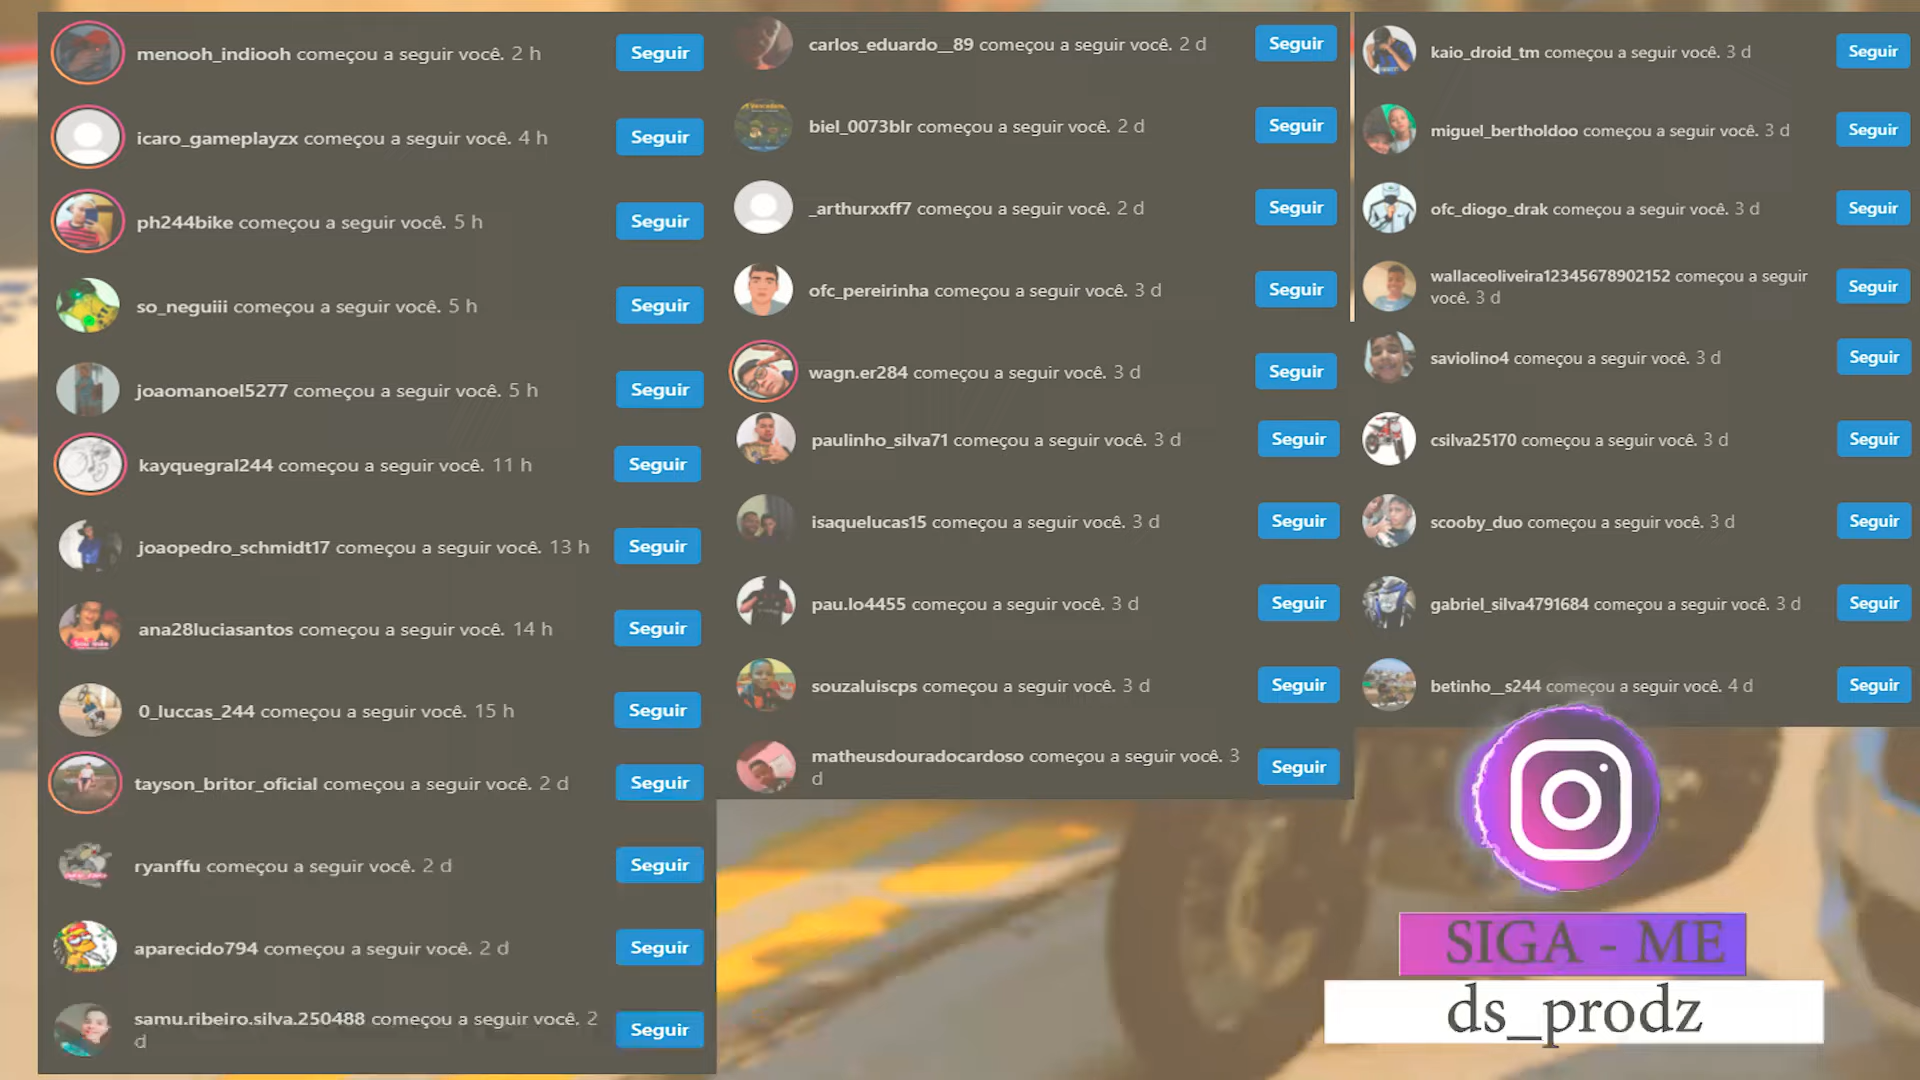 menooh_indiooh começou a seguir você. 2 h
Seguir
icaro_gameplayzx começou a seguir você. 4 h
Seguir
ph244bike começou a seguir você. 5 h
Seguir
so_neguiii começou a seguir você. 5 h
Seguir
joaomanoel5277 começou a seguir você. 5 h
Seguir
kayquegral244 começou a seguir você. 11 h
Seguir
joaopedro_schmidt17 começou a seguir você. 13 h
Seguir
ana28luciasantos começou a seguir você. 14 h
Seguir
0_luccas_244 começou a seguir você. 15 h
Seguir
tayson_britor_oficial começou a seguir você. 2 d
Seguir
ryanffu começou a seguir você. 2 d
Seguir
aparecido794 começou a seguir você. 2 d
Seguir
samu.ribeiro.silva.250488 começou a seguir você. 2
d
Seguir
carlos_eduardo__89 começou a seguir você. 2 d
Seguir
biel_0073blr começou a seguir você. 2 d
Seguir
_arthurxxff7 começou a seguir você. 2 d
Seguir
ofc_pereirinha começou a seguir você. 3 d
Seguir
wagn.er284 começou a seguir você. 3 d
Seguir
paulinho_silva71 começou a seguir você. 3 d
Seguir
isaquelucas15 começou a seguir você. 3 d
Seguir
pau.lo4455 começou a seguir você. 3 d
Seguir
souzaluiscps começou a seguir você. 3 d
Seguir
matheusdouradocardoso começou a seguir você. 3
d
Seguir
kaio_droid_tm começou a seguir você. 3 d
Seguir
miguel_bertholdoo começou a seguir você. 3 d
Seguir
ofc_diogo_drak começou a seguir você. 3 d
Seguir
wallaceoliveira12345678902152 começou a seguir
você. 3 d
Seguir
saviolino4 começou a seguir você. 3 d
Seguir
csilva25170 começou a seguir você. 3 d
Seguir
scooby_duo começou a seguir você. 3 d
Seguir
gabriel_silva4791684 começou a seguir você. 3 d
Seguir
betinho__s244 começou a seguir você. 4 d
Seguir
SIGA - ME
ds_prodz